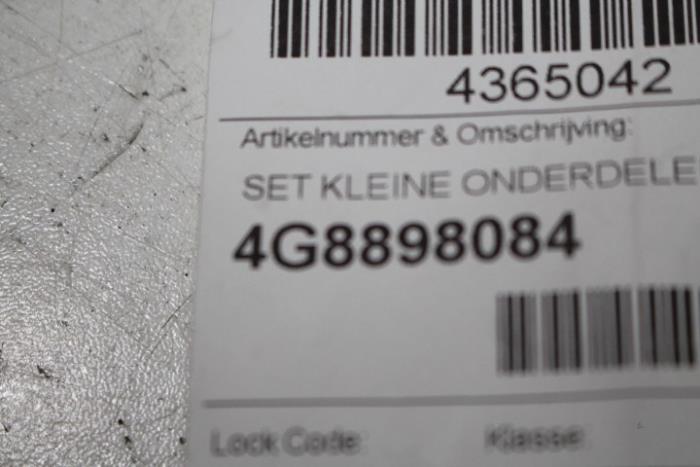 4365042
Artikelnummer & Omschrijving:
SET KLEINE ONDERDELE
4G8898084
Lock Code: Klasse: